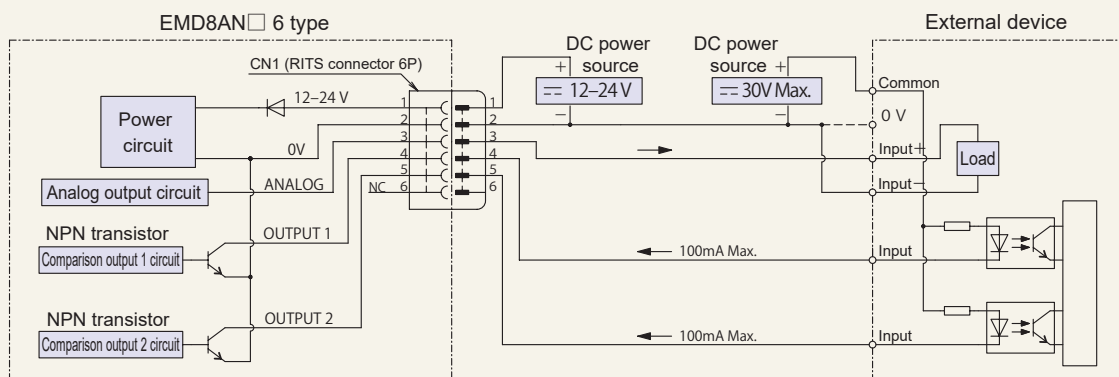 EMD8AN□ 6 type
External device
CN1 (RITS connector 6P)
DC power
source
+
12–24 V
−
DC power
source
+
30V Max.
−
Common
0 V
Input+
Load
Input−
Input
Input
Power
circuit
12–24 V
0V
Analog output circuit
ANALOG
NC
1
2
3
4
5
6
1
2
3
4
5
6
NPN transistor
OUTPUT 1
Comparison output 1 circuit
100mA Max.
NPN transistor
OUTPUT 2
Comparison output 2 circuit
100mA Max.